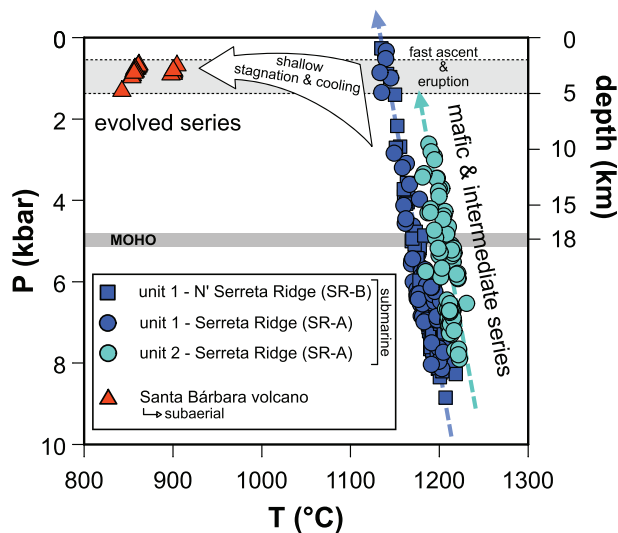 0
2
4
6
8
10
P (kbar)
800
900
1000
1100
1200
1300
T (°C)
0
5
10
15
18
depth (km)
shallow
stagnation & cooling
fast ascent
&
eruption
evolved series
mafic & intermediate series
MOHO
unit 1 - N' Serreta Ridge (SR-B)
unit 1 - Serreta Ridge (SR-A)
unit 2 - Serreta Ridge (SR-A)
submarine
Santa Bárbara volcano
subaerial